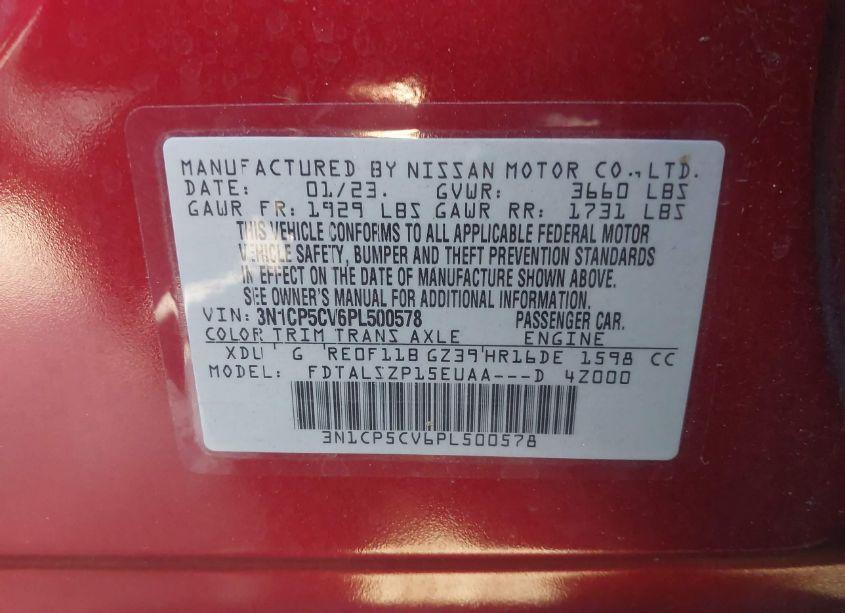 MANUFACTURED BY NISSAN MOTOR CO., LTD.
DATE: 01/23. GVWR: 3660 LBS
GAWR FR: 1929 LBS GAWR RR: 1731 LBS
THIS VEHICLE CONFORMS TO ALL APPLICABLE FEDERAL MOTOR
VEHICLE SAFETY, BUMPER AND THEFT PREVENTION STANDARDS
IN EFFECT ON THE DATE OF MANUFACTURE SHOWN ABOVE.
SEE OWNER'S MANUAL FOR ADDITIONAL INFORMATION.
VIN: 3N1CP5CV6PL500578 PASSENGER CAR.
COLOR TRIM TRANS AXLE ENGINE
XDU G RE0F11B GZ39 HR16DE 1598 CC
MODEL: FDTALSZP15EUAA---D 4Z000
3N1CP5CV6PL500578